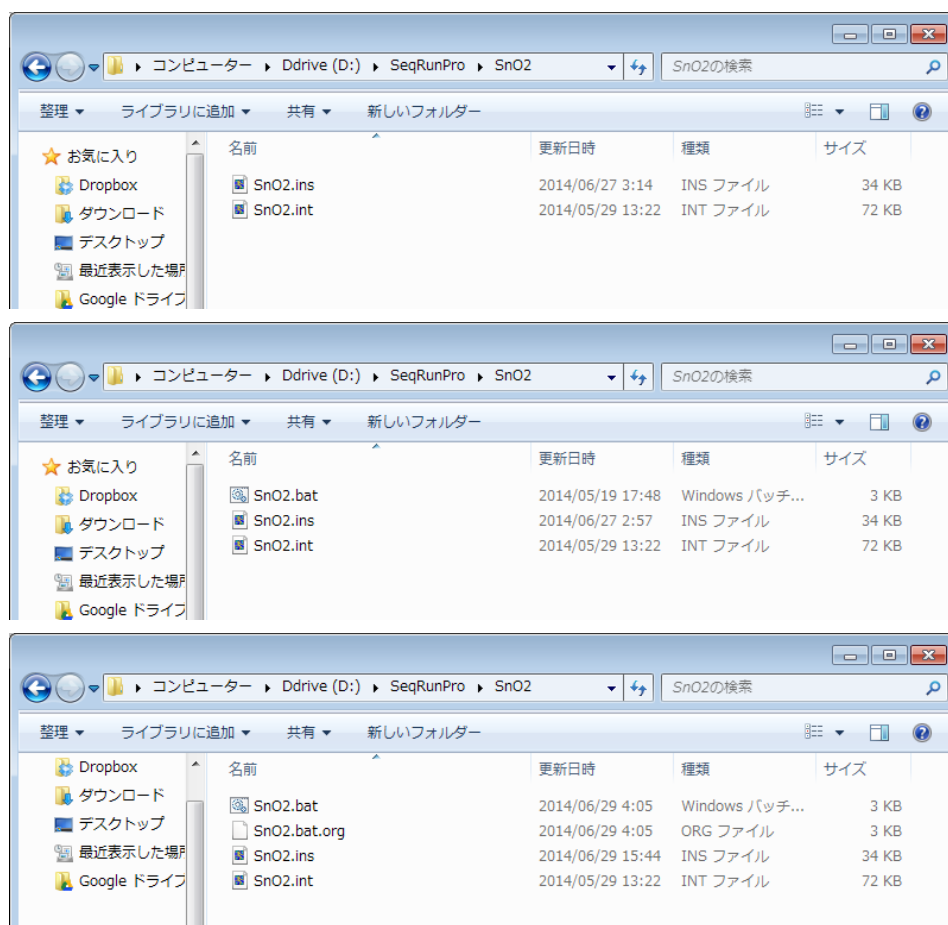 コンピューター Ddrive (D:) SeqRunPro SnO2 SnO2の検索
整理 ライブラリに追加 共有 新しいフォルダー
お気に入り 名前 更新日時 種類 サイズ
Dropbox SnO2.ins 2014/06/27 3:14 INS ファイル 34 KB
ダウンロード SnO2.int 2014/05/29 13:22 INT ファイル 72 KB
デスクトップ
最近表示した場所
Google ドライブ
コンピューター Ddrive (D:) SeqRunPro SnO2 SnO2の検索
整理 ライブラリに追加 共有 新しいフォルダー
お気に入り 名前 更新日時 種類 サイズ
Dropbox SnO2.bat 2014/05/19 17:48 Windows バッチ... 3 KB
ダウンロード SnO2.ins 2014/06/27 2:57 INS ファイル 34 KB
デスクトップ SnO2.int 2014/05/29 13:22 INT ファイル 72 KB
最近表示した場所
Google ドライブ
コンピューター Ddrive (D:) SeqRunPro SnO2 SnO2の検索
整理 ライブラリに追加 共有 新しいフォルダー
Dropbox 名前 更新日時 種類 サイズ
ダウンロード SnO2.bat 2014/06/29 4:05 Windows バッチ... 3 KB
デスクトップ SnO2.bat.org 2014/06/29 4:05 ORG ファイル 3 KB
最近表示した場所 SnO2.ins 2014/06/29 15:44 INS ファイル 34 KB
Google ドライブ SnO2.int 2014/05/29 13:22 INT ファイル 72 KB